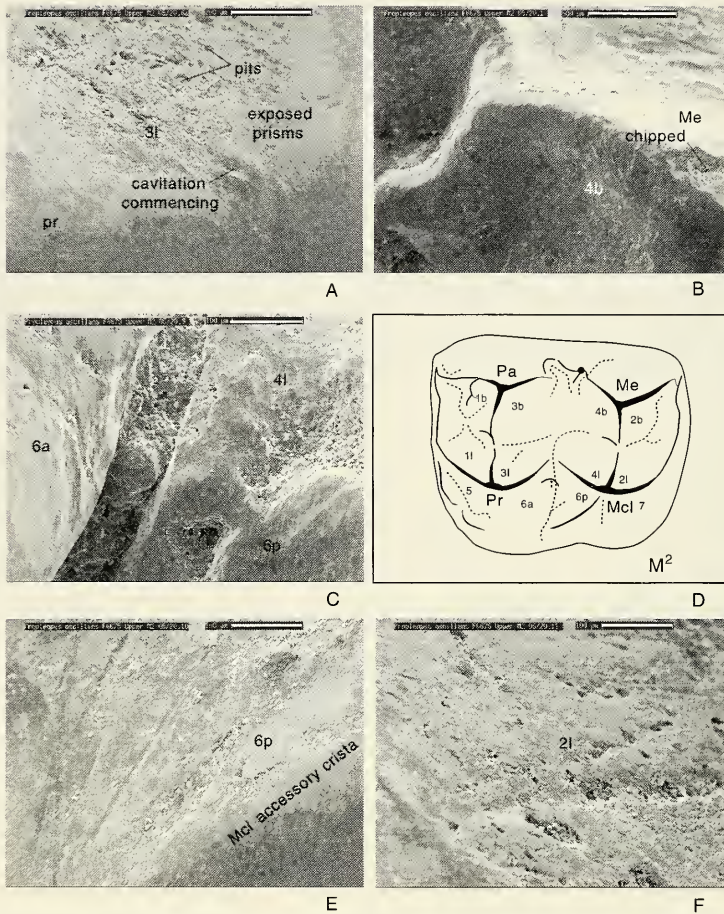 pits
exposed
prisms
3l
cavitation
commencing
pr
A
Me
chipped
4b
B
6a
4l
6p
C
Pa
Me
1b
3b
4b
2b
1l
3l
4l
2l
5
Pr
6a
6p
Mcl
7
M²
D
6p
Mcl accessory crista
E
2l
F